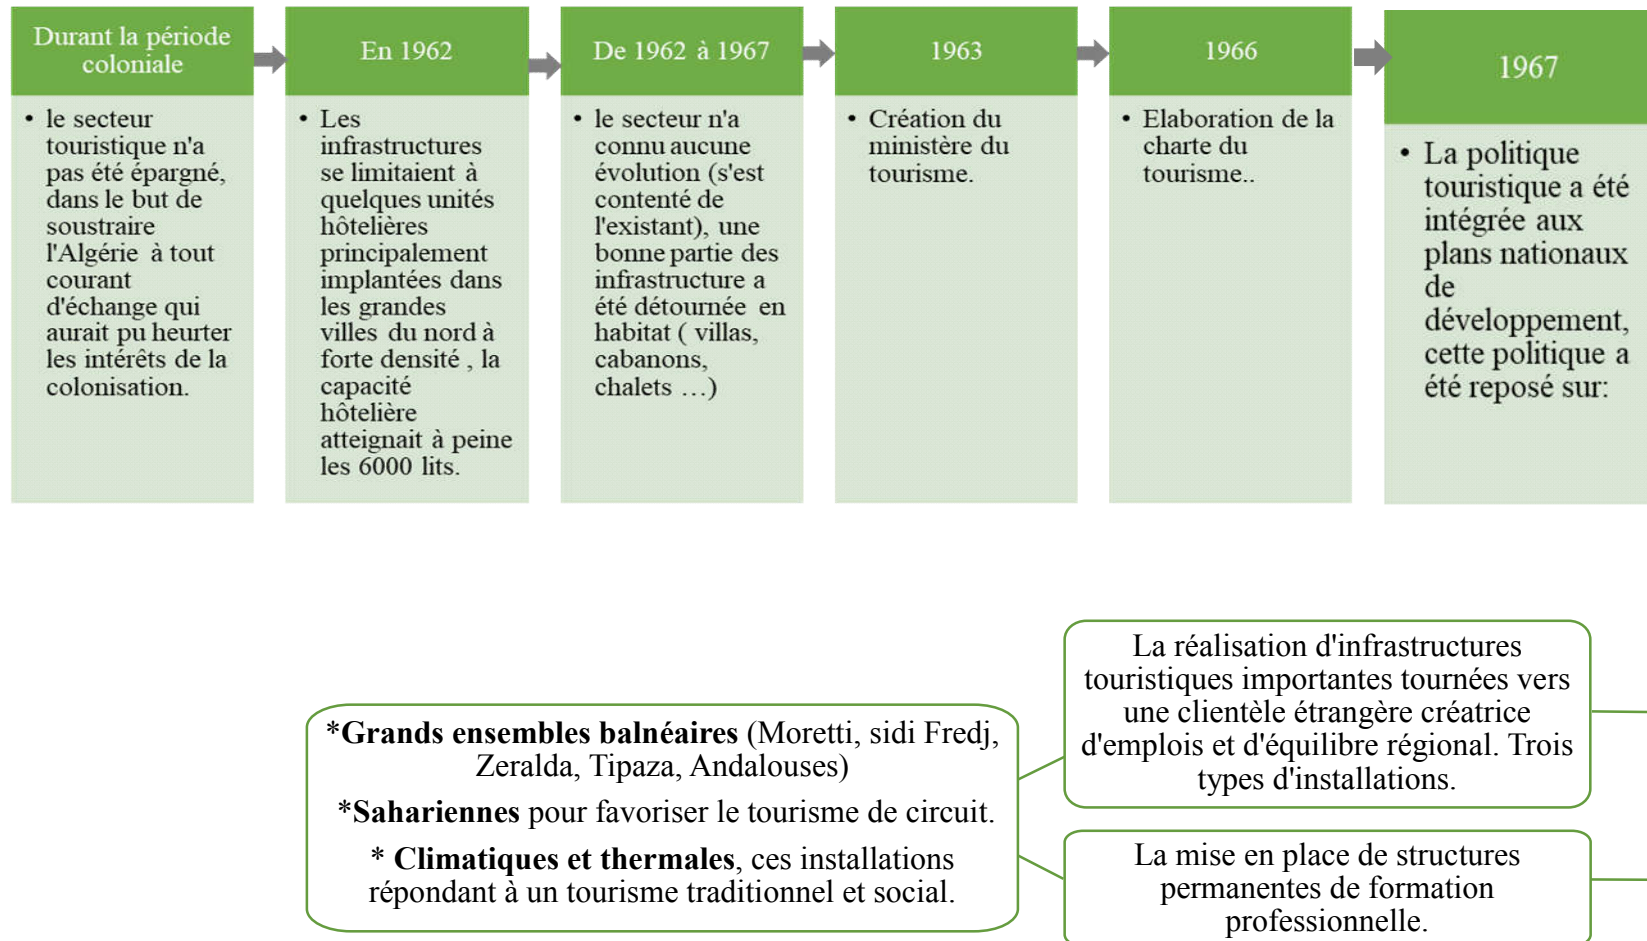 Durant la période
coloniale
• le secteur
touristique n'a
pas été épargné,
dans le but de
soustraire
l'Algérie à tout
courant
d'échange qui
aurait pu heurter
les intérêts de la
colonisation.
En 1962
• Les
infrastructures
se limitaient à
quelques unités
hôtelières
principalement
implantées dans
les grandes
villes du nord à
forte densité , la
capacité
hôtelière
atteignait à peine
les 6000 lits.
De 1962 à 1967
• le secteur n'a
connu aucune
évolution (s'est
contenté de
l'existant), une
bonne partie des
infrastructure a
été détournée en
habitat ( villas,
cabanons,
chalets …)
1963
• Création du
ministère du
tourisme.
1966
• Elaboration de la
charte du
tourisme..
1967
• La politique
touristique a été
intégrée aux
plans nationaux
de
développement,
cette politique a
été reposé sur:
La réalisation d'infrastructures
touristiques importantes tournées vers
une clientèle étrangère créatrice
d'emplois et d'équilibre régional. Trois
types d'installations.
*Grands ensembles balnéaires (Moretti, sidi Fredj,
Zeralda, Tipaza, Andalouses)
*Sahariennes pour favoriser le tourisme de circuit.
* Climatiques et thermales, ces installations
répondant à un tourisme traditionnel et social.
La mise en place de structures
permanentes de formation
professionnelle.